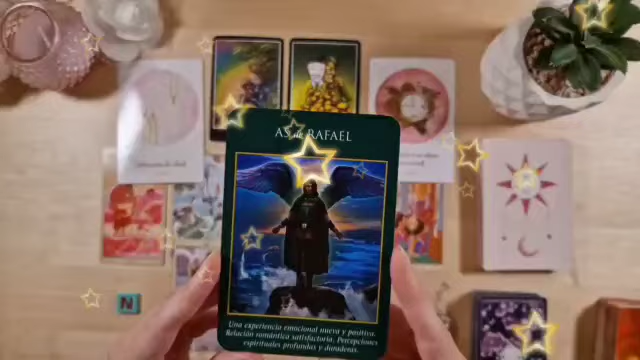 AS de RAFAEL
Una experiencia emocional nueva y positiva.
Relación romántica satisfactoria. Percepciones
espirituales profundas y duraderas.
N